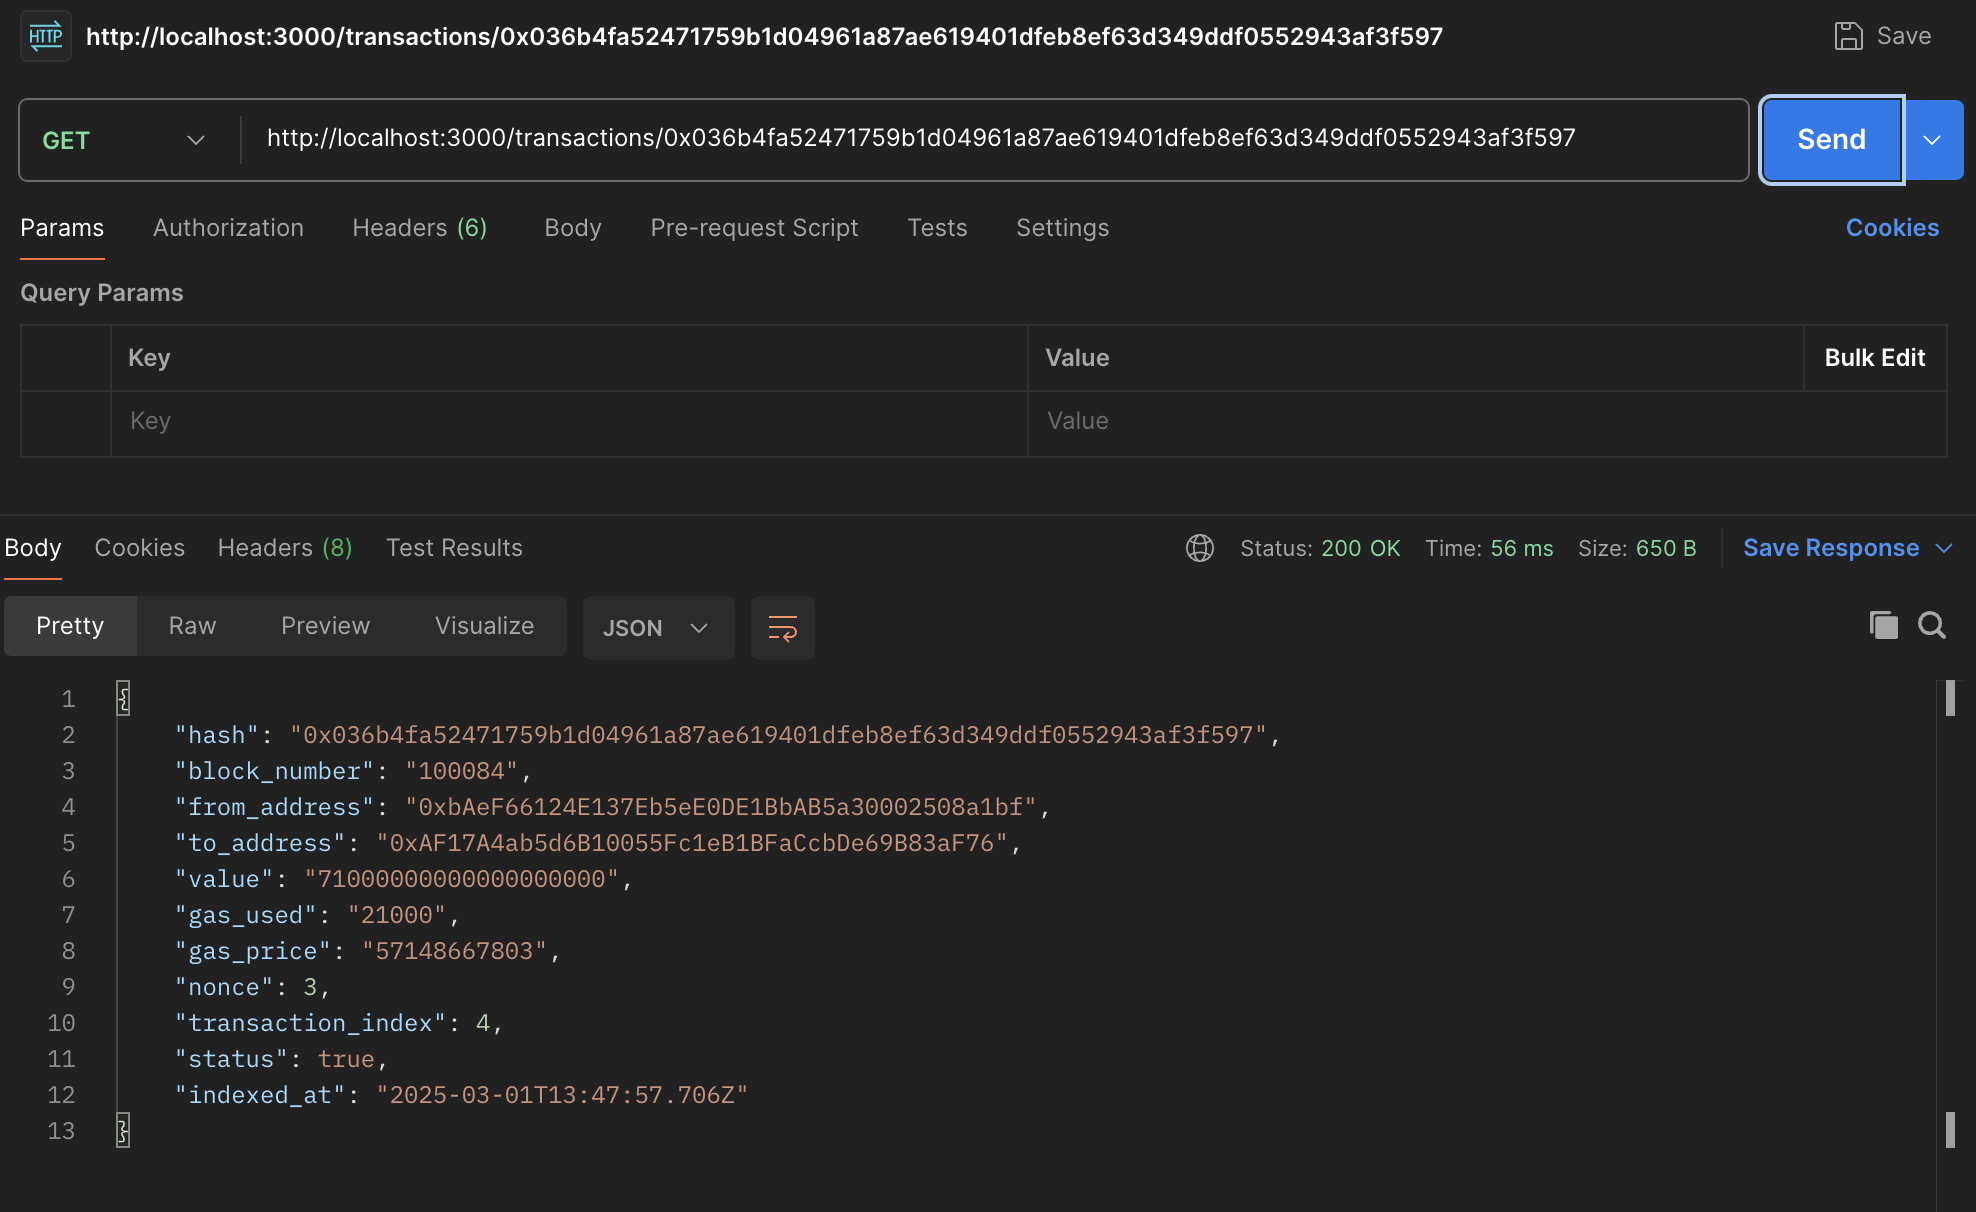 HTTP http://localhost:3000/transactions/0x036b4fa52471759b1d04961a87ae619401dfeb8ef63d349ddf0552943af3f597 Save
GET http://localhost:3000/transactions/0x036b4fa52471759b1d04961a87ae619401dfeb8ef63d349ddf0552943af3f597 Send
Params Authorization Headers (6) Body Pre-request Script Tests Settings Cookies
Query Params
Key Value Bulk Edit
Key Value
Body Cookies Headers (8) Test Results Status: 200 OK Time: 56 ms Size: 650 B Save Response
Pretty Raw Preview Visualize JSON
1 {
2 "hash": "0x036b4fa52471759b1d04961a87ae619401dfeb8ef63d349ddf0552943af3f597",
3 "block_number": "100084",
4 "from_address": "0xbAeF66124E137Eb5eE0DE1BbAB5a30002508a1bf",
5 "to_address": "0xAF17A4ab5d6B10055Fc1eB1BFaCcbDe69B83aF76",
6 "value": "71000000000000000000",
7 "gas_used": "21000",
8 "gas_price": "57148667803",
9 "nonce": 3,
10 "transaction_index": 4,
11 "status": true,
12 "indexed_at": "2025-03-01T13:47:57.706Z"
13 }